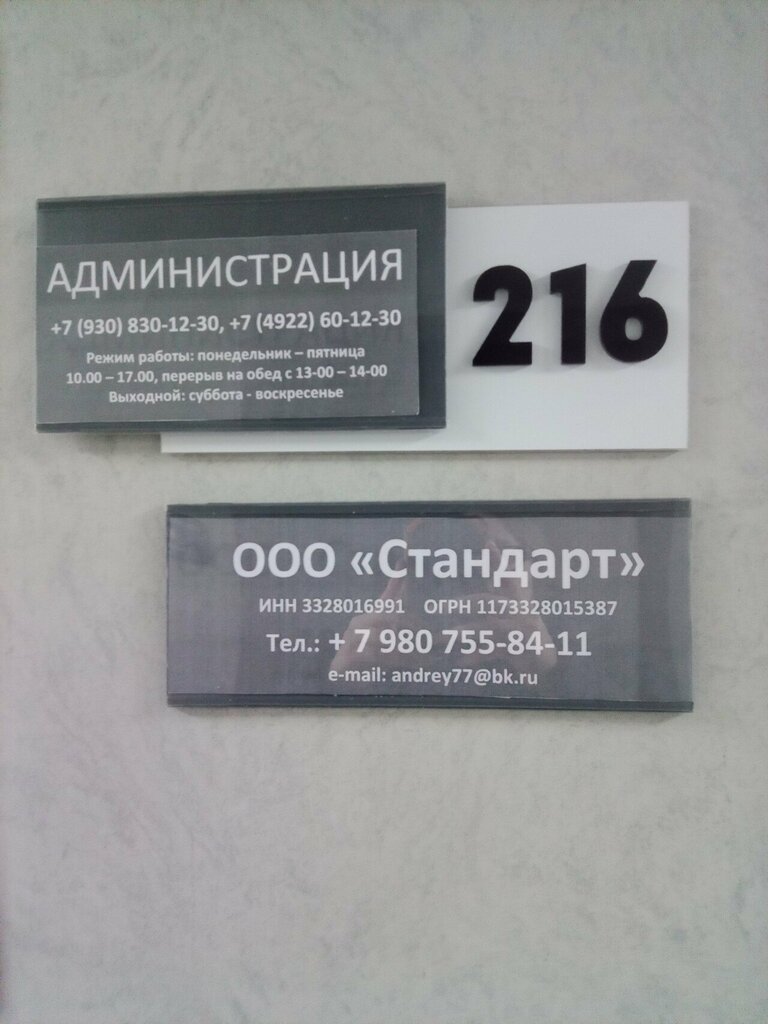 АДМИНИСТРАЦИЯ
+7 (930) 830-12-30, +7 (4922) 60-12-30
Режим работы: понедельник – пятница
10.00 – 17.00, перерыв на обед с 13-00 – 14-00
Выходной: суббота - воскресенье
216
ООО «Стандарт»
ИНН 3328016991 ОГРН 1173328015387
Тел.: + 7 980 755-84-11
e-mail: andrey77@bk.ru